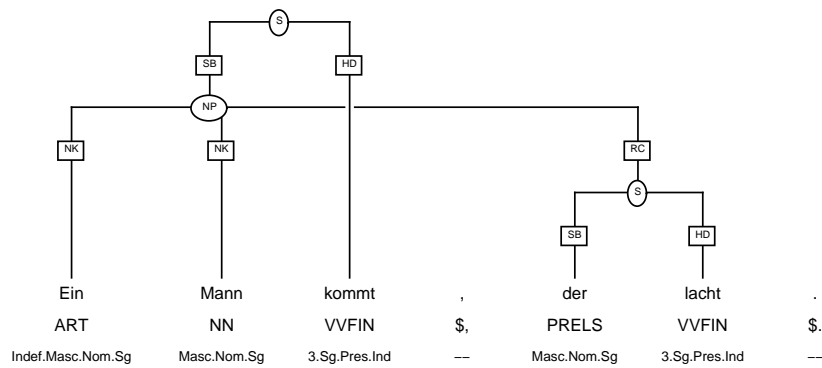 S
SB HD
NP
NK NK RC
S
SB HD
Ein Mann kommt , der lacht .
ART NN VVFIN $, PRELS VVFIN $.
Indef.Masc.Nom.Sg Masc.Nom.Sg 3.Sg.Pres.Ind -- Masc.Nom.Sg 3.Sg.Pres.Ind --